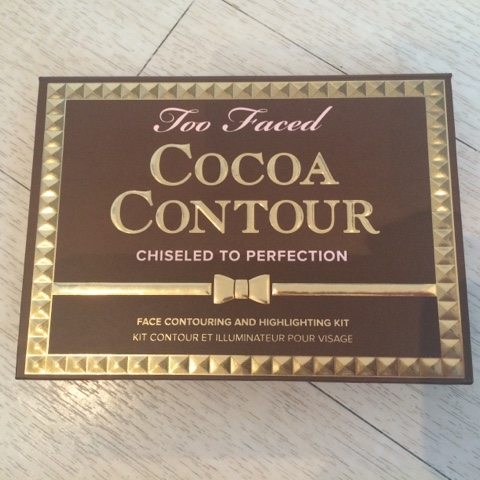 Too Faced
COCOA
CONTOUR
CHISELED TO PERFECTION
FACE CONTOURING AND HIGHLIGHTING KIT
KIT CONTOUR ET ILLUMINATEUR POUR VISAGE